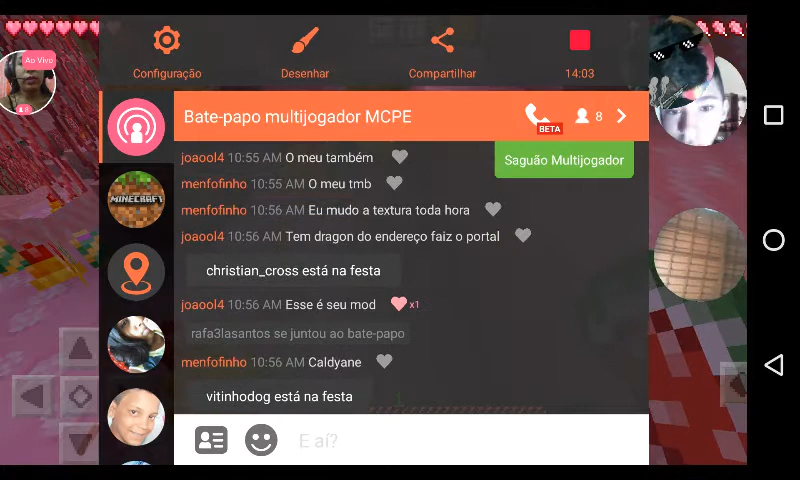 Ao Vivo
8
Configuração
Desenhar
Compartilhar
14:03
Bate-papo multijogador MCPE
BETA
8
Saguão Multijogador
joaool4 10:55 AM O meu também
menfofinho 10:55 AM O meu tmb
menfofinho 10:56 AM Eu mudo a textura toda hora
joaool4 10:56 AM Tem dragon do endereço faiz o portal
christian_cross está na festa
joaool4 10:56 AM Esse é seu mod x1
rafa3lasantos se juntou ao bate-papo
menfofinho 10:56 AM Caldyane
vitinhodog está na festa
MINECRAFT
E aí?